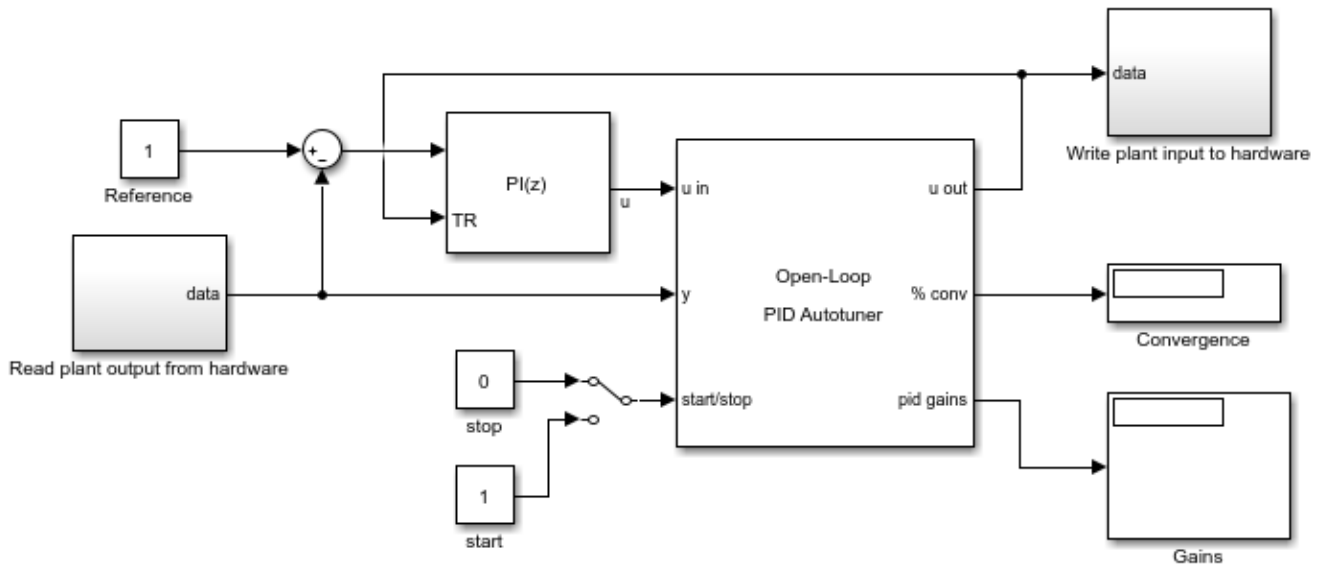 data
Write plant input to hardware
1
Reference
+
−
PI(z)
TR
u
data
Read plant output from hardware
u in
y
start/stop
Open-Loop
PID Autotuner
u out
% conv
pid gains
0
stop
1
start
Convergence
Gains